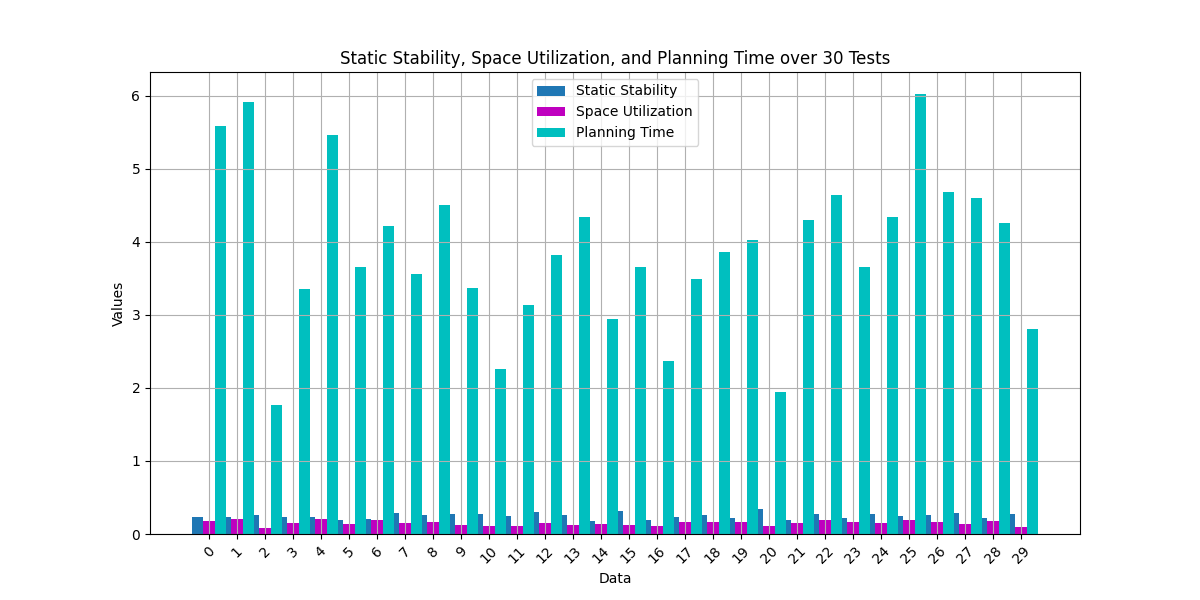 Static Stability, Space Utilization, and Planning Time over 30 Tests
Static Stability
Space Utilization
Planning Time
6
5
4
3
2
1
0
Values
0 1 2 3 4 5 6 7 8 9 10 11 12 13 14 15 16 17 18 19 20 21 22 23 24 25 26 27 28 29
Data